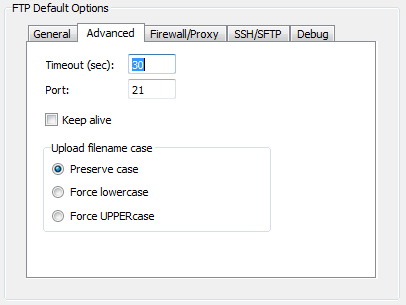 FTP Default Options
General Advanced Firewall/Proxy SSH/SFTP Debug
Timeout (sec): 30
Port: 21
Keep alive
Upload filename case
Preserve case
Force lowercase
Force UPPERcase